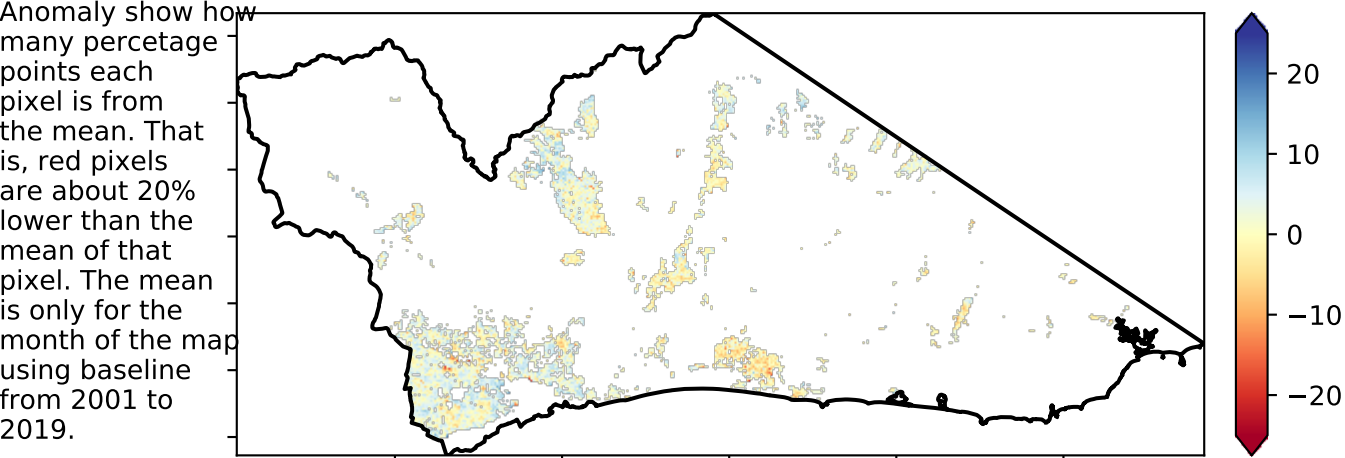 Anomaly show how
many percetage
points each
pixel is from
the mean. That
is, red pixels
are about 20%
lower than the
mean of that
pixel. The mean
is only for the
month of the map
using baseline
from 2001 to
2019.
20
10
0
−10
−20